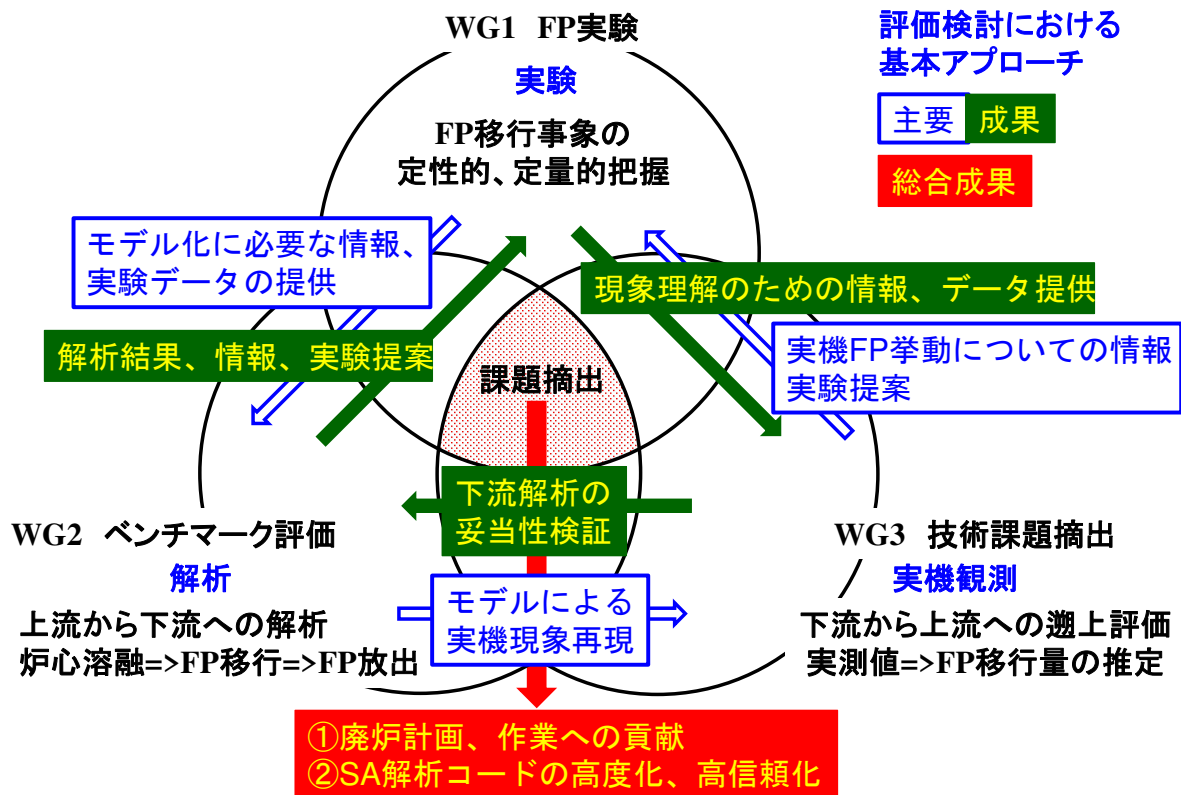 WG1 FP実験
実験
FP移行事象の
定性的、定量的把握
評価検討における
基本アプローチ
主要 成果
総合成果
モデル化に必要な情報、
実験データの提供
解析結果、情報、実験提案
現象理解のための情報、データ提供
実機FP挙動についての情報
実験提案
課題摘出
下流解析の
妥当性検証
WG2 ベンチマーク評価
解析
上流から下流への解析
炉心溶融=>FP移行=>FP放出
モデルによる
実機現象再現
WG3 技術課題摘出
実機観測
下流から上流への遡上評価
実測値=>FP移行量の推定
①廃炉計画、作業への貢献
②SA解析コードの高度化、高信頼化